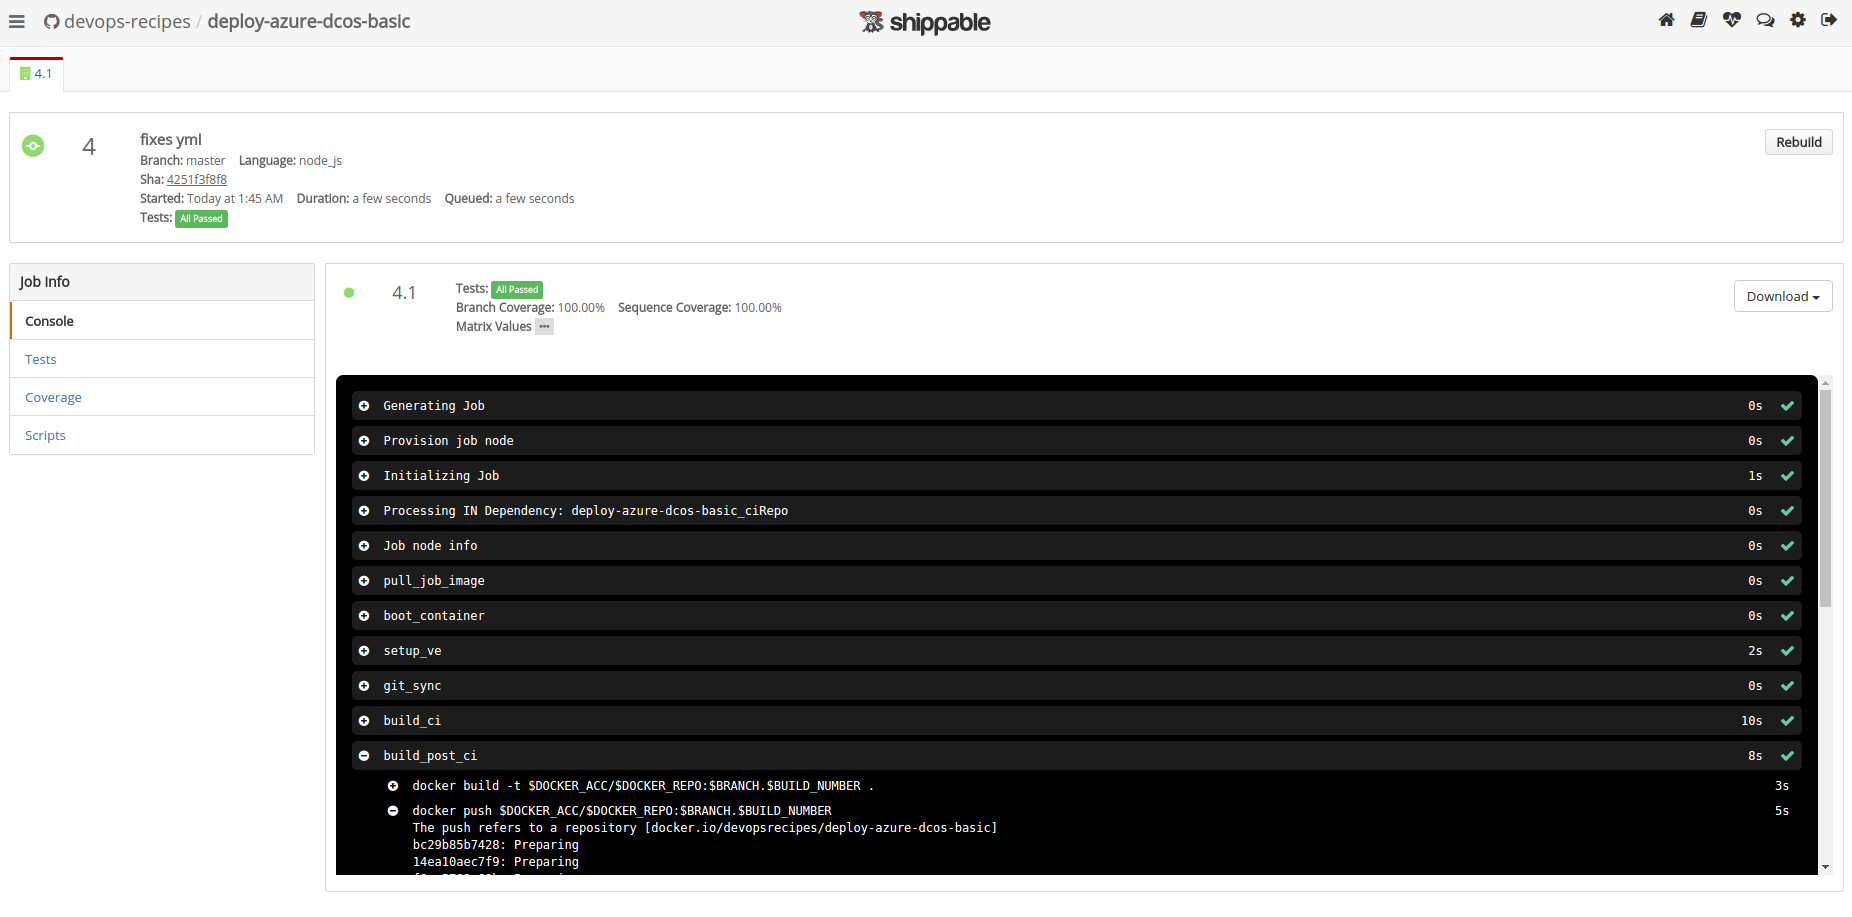 devops-recipes / deploy-azure-dcos-basic
shippable
4.1
4
fixes yml
Rebuild
Branch: master Language: node_js
Sha: 4251f3f8f8
Started: Today at 1:45 AM Duration: a few seconds Queued: a few seconds
Tests: All Passed
Job Info
Console
Tests
Coverage
Scripts
4.1
Tests: All Passed
Branch Coverage: 100.00% Sequence Coverage: 100.00%
Matrix Values
Download
Generating Job 0s
Provision job node 0s
Initializing Job 1s
Processing IN Dependency: deploy-azure-dcos-basic_ciRepo 0s
Job node info 0s
pull_job_image 0s
boot_container 0s
setup_ve 2s
git_sync 0s
build_ci 10s
build_post_ci 8s
docker build -t $DOCKER_ACC/$DOCKER_REPO:$BRANCH.$BUILD_NUMBER . 3s
docker push $DOCKER_ACC/$DOCKER_REPO:$BRANCH.$BUILD_NUMBER 5s
The push refers to a repository [docker.io/devopsrecipes/deploy-azure-dcos-basic]
bc29b85b7428: Preparing
14ea10aec7f9: Preparing